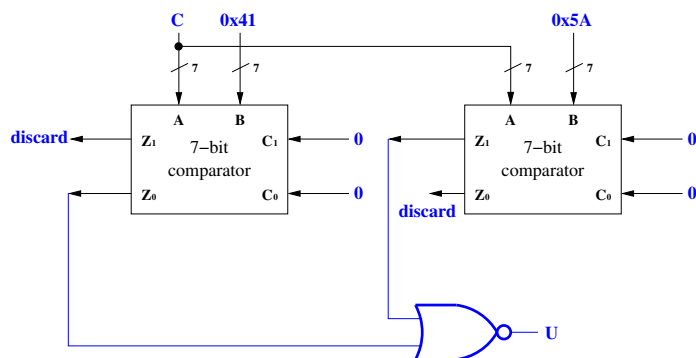 C 0x41 0x5A
7 7 7 7
A B A B
discard Z1 7−bit C1 0 Z1 7−bit C1 0
comparator comparator
Z0 C0 0 Z0 C0 0
discard
U